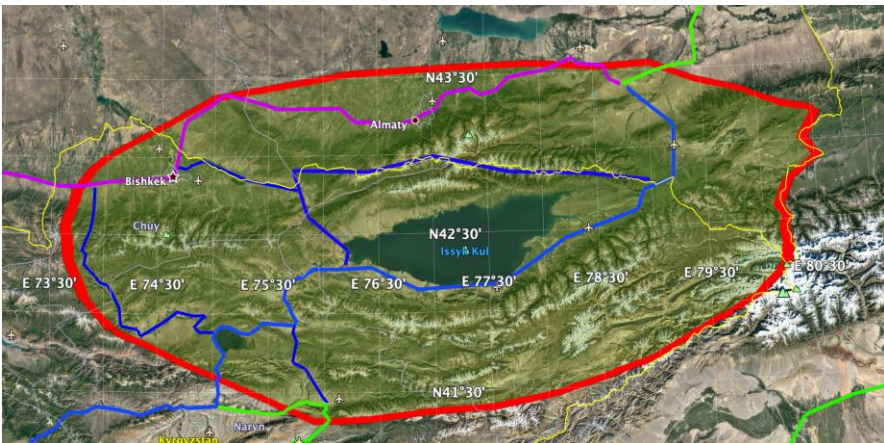 N43°30'
Almaty
Bishkek
Chuy
N42°30'
Issyk Kul
E 73°30'
E 74°30'
E 75°30'
E 76°30'
E 77°30'
E 78°30'
E 79°30'
E 80°30'
N41°30'
Naryn
Kyrgyzstan